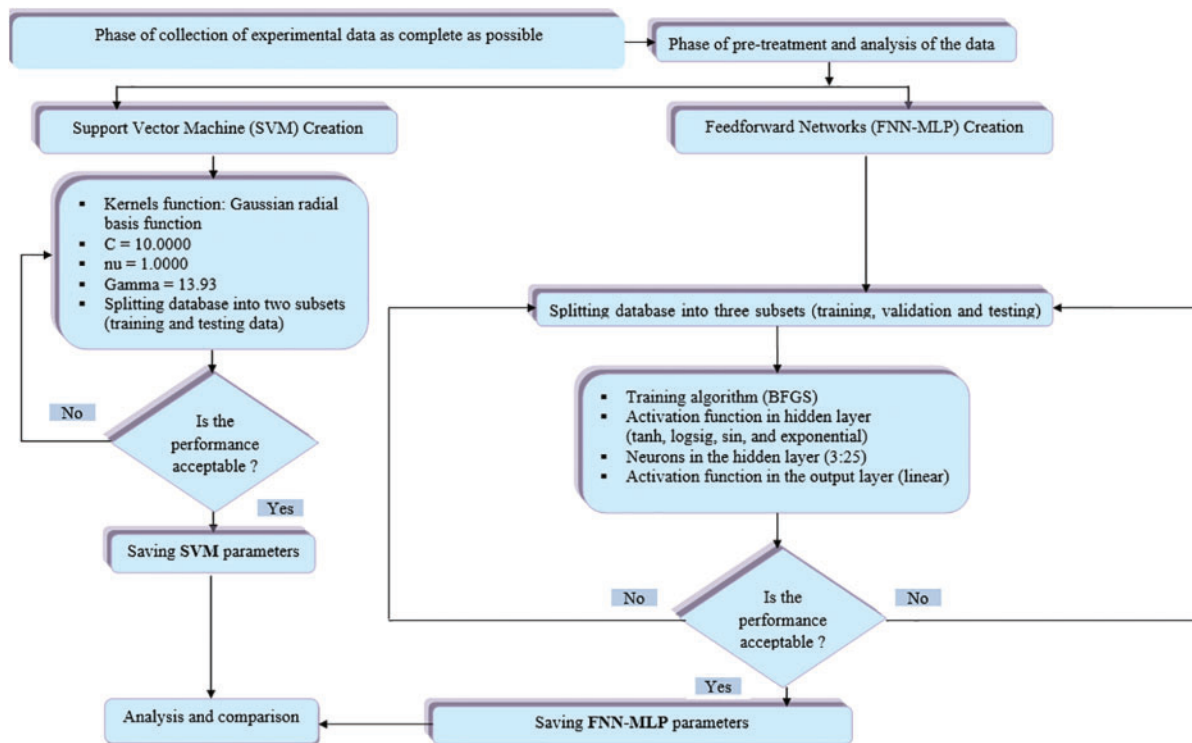 Phase of collection of experimental data as complete as possible
Phase of pre-treatment and analysis of the data
Support Vector Machine (SVM) Creation
▪ Kernels function: Gaussian radial
basis function
▪ C = 10.0000
▪ nu = 1.0000
▪ Gamma = 13.93
▪ Splitting database into two subsets
(training and testing data)
No
Is the
performance
acceptable ?
Yes
Saving SVM parameters
Analysis and comparison
Feedforward Networks (FNN-MLP) Creation
Splitting database into three subsets (training, validation and testing)
▪ Training algorithm (BFGS)
▪ Activation function in hidden layer
(tanh, logsig, sin, and exponential)
▪ Neurons in the hidden layer (3:25)
▪ Activation function in the output layer (linear)
No
Is the
performance
acceptable ?
No
Yes
Saving FNN-MLP parameters